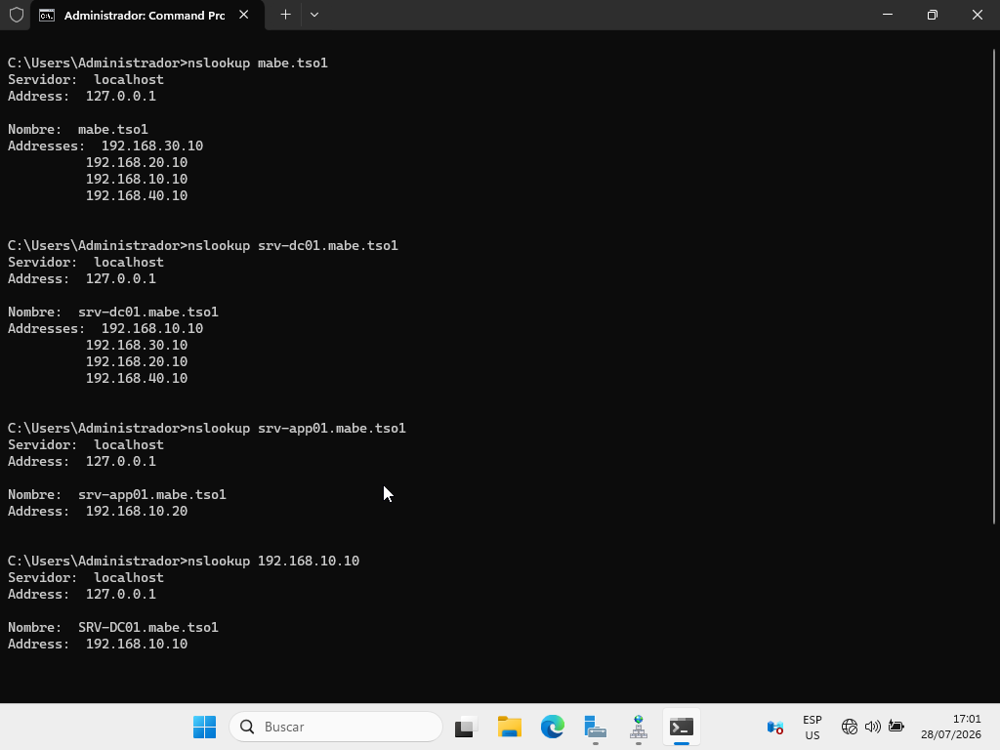 Administrador: Command Prc
C:\Users\Administrador>nslookup mabe.tso1
Servidor:  localhost
Address:  127.0.0.1
Nombre:  mabe.tso1
Addresses:  192.168.30.10
192.168.20.10
192.168.10.10
192.168.40.10
C:\Users\Administrador>nslookup srv-dc01.mabe.tso1
Servidor:  localhost
Address:  127.0.0.1
Nombre:  srv-dc01.mabe.tso1
Addresses:  192.168.10.10
192.168.30.10
192.168.20.10
192.168.40.10
C:\Users\Administrador>nslookup srv-app01.mabe.tso1
Servidor:  localhost
Address:  127.0.0.1
Nombre:  srv-app01.mabe.tso1
Address:  192.168.10.20
C:\Users\Administrador>nslookup 192.168.10.10
Servidor:  localhost
Address:  127.0.0.1
Nombre:  SRV-DC01.mabe.tso1
Address:  192.168.10.10
Buscar
ESP
US
17:01
28/07/2026